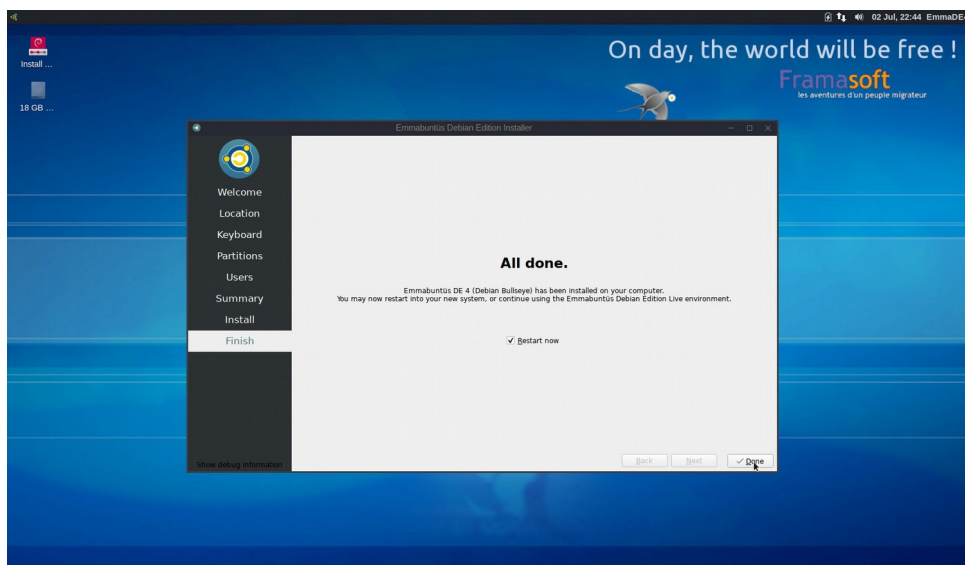 02 Jul, 22:44 EmmaDE4
Install ...
18 GB ...
On day, the world will be free !
Framasoft
les aventures d'un peuple migrateur
Emmabuntüs Debian Edition Installer
Welcome
Location
Keyboard
Partitions
Users
Summary
Install
Finish
Show debug information
All done.
Emmabuntüs DE 4 (Debian Bullseye) has been installed on your computer.
You may now restart into your new system, or continue using the Emmabuntüs Debian Edition Live environment.
Restart now
Back
Next
Done